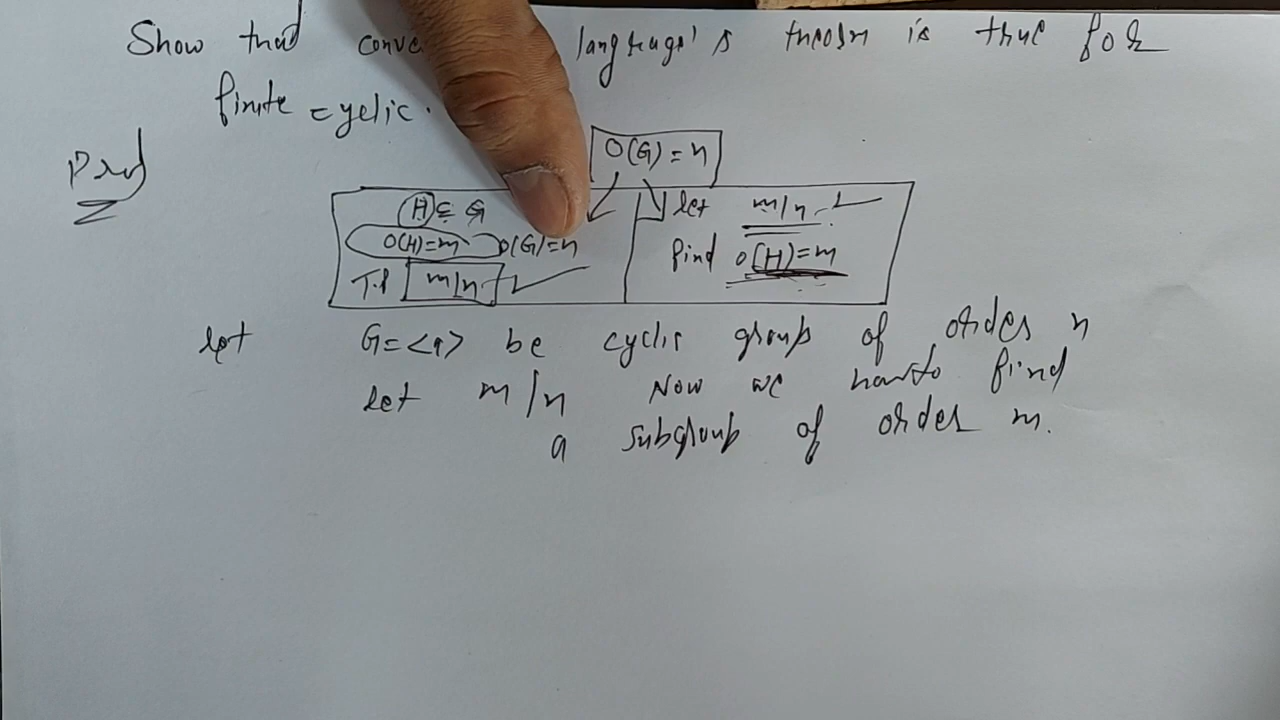 Show that conve langrage's theorm is true for
finite cyclic.
Proof
O(G) = n
H ⊆ G
O(H)=m O(G)=n
T.P m/n
let m/n
find O(H)=m
let G=<a> be cyclic group of order n
let m/n Now we have to find
a subgroup of order m.